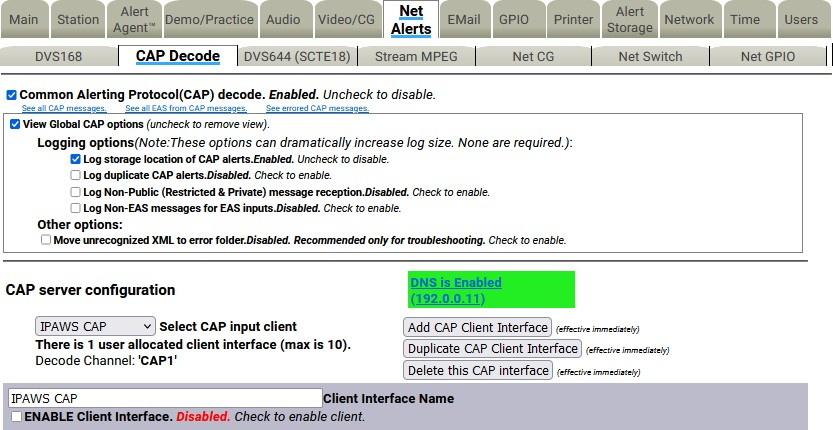 Main
Station
Alert
Agent™
Demo/Practice
Audio
Video/CG
Net
Alerts
EMail
GPIO
Printer
Alert
Storage
Network
Time
Users
DVS168
CAP Decode
DVS644 (SCTE18)
Stream MPEG
Net CG
Net Switch
Net GPIO
Common Alerting Protocol(CAP) decode. Enabled. Uncheck to disable.
See all CAP messages. See all EAS from CAP messages. See errored CAP messages.
View Global CAP options (uncheck to remove view).
Logging options(Note:These options can dramatically increase log size. None are required.):
Log storage location of CAP alerts.Enabled. Uncheck to disable.
Log duplicate CAP alerts.Disabled. Check to enable.
Log Non-Public (Restricted & Private) message reception.Disabled. Check to enable.
Log Non-EAS messages for EAS inputs.Disabled. Check to enable.
Other options:
Move unrecognized XML to error folder.Disabled. Recommended only for troubleshooting. Check to enable.
CAP server configuration
DNS is Enabled
(192.0.0.11)
IPAWS CAP Select CAP input client
There is 1 user allocated client interface (max is 10).
Decode Channel: 'CAP1'
Add CAP Client Interface (effective immediately)
Duplicate CAP Client Interface (effective immediately)
Delete this CAP interface (effective immediately)
IPAWS CAP Client Interface Name
ENABLE Client Interface. Disabled. Check to enable client.